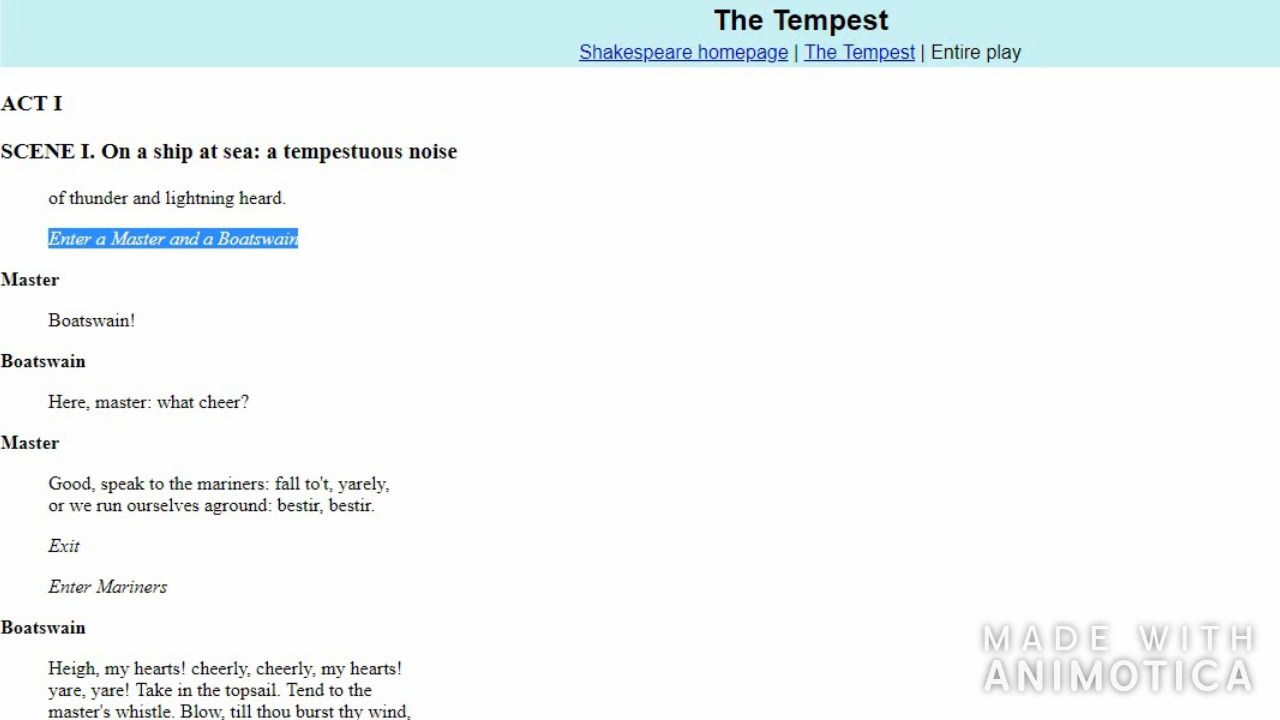 The Tempest
Shakespeare homepage | The Tempest | Entire play
ACT I
SCENE I. On a ship at sea: a tempestuous noise
of thunder and lightning heard.
Enter a Master and a Boatswain
Master
Boatswain!
Boatswain
Here, master: what cheer?
Master
Good, speak to the mariners: fall to't, yarely,
or we run ourselves aground: bestir, bestir.
Exit
Enter Mariners
Boatswain
Heigh, my hearts! cheerly, cheerly, my hearts!
yare, yare! Take in the topsail. Tend to the
master's whistle. Blow, till thou burst thy wind,
MADE WITH
ANIMOTICA